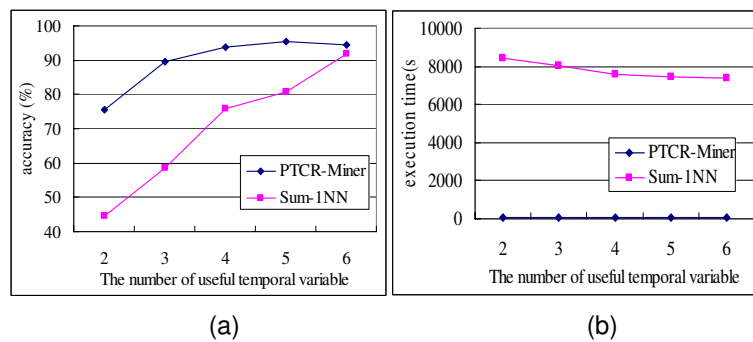 100
90
80
70
60
50
40
accuracy (%)
PTCR-Miner
Sum-1NN
2 3 4 5 6
The number of useful temporal variable
(a)
10000
8000
6000
4000
2000
0
execution time(s
PTCR-Miner
Sum-1NN
2 3 4 5 6
The number of useful temporal variable
(b)